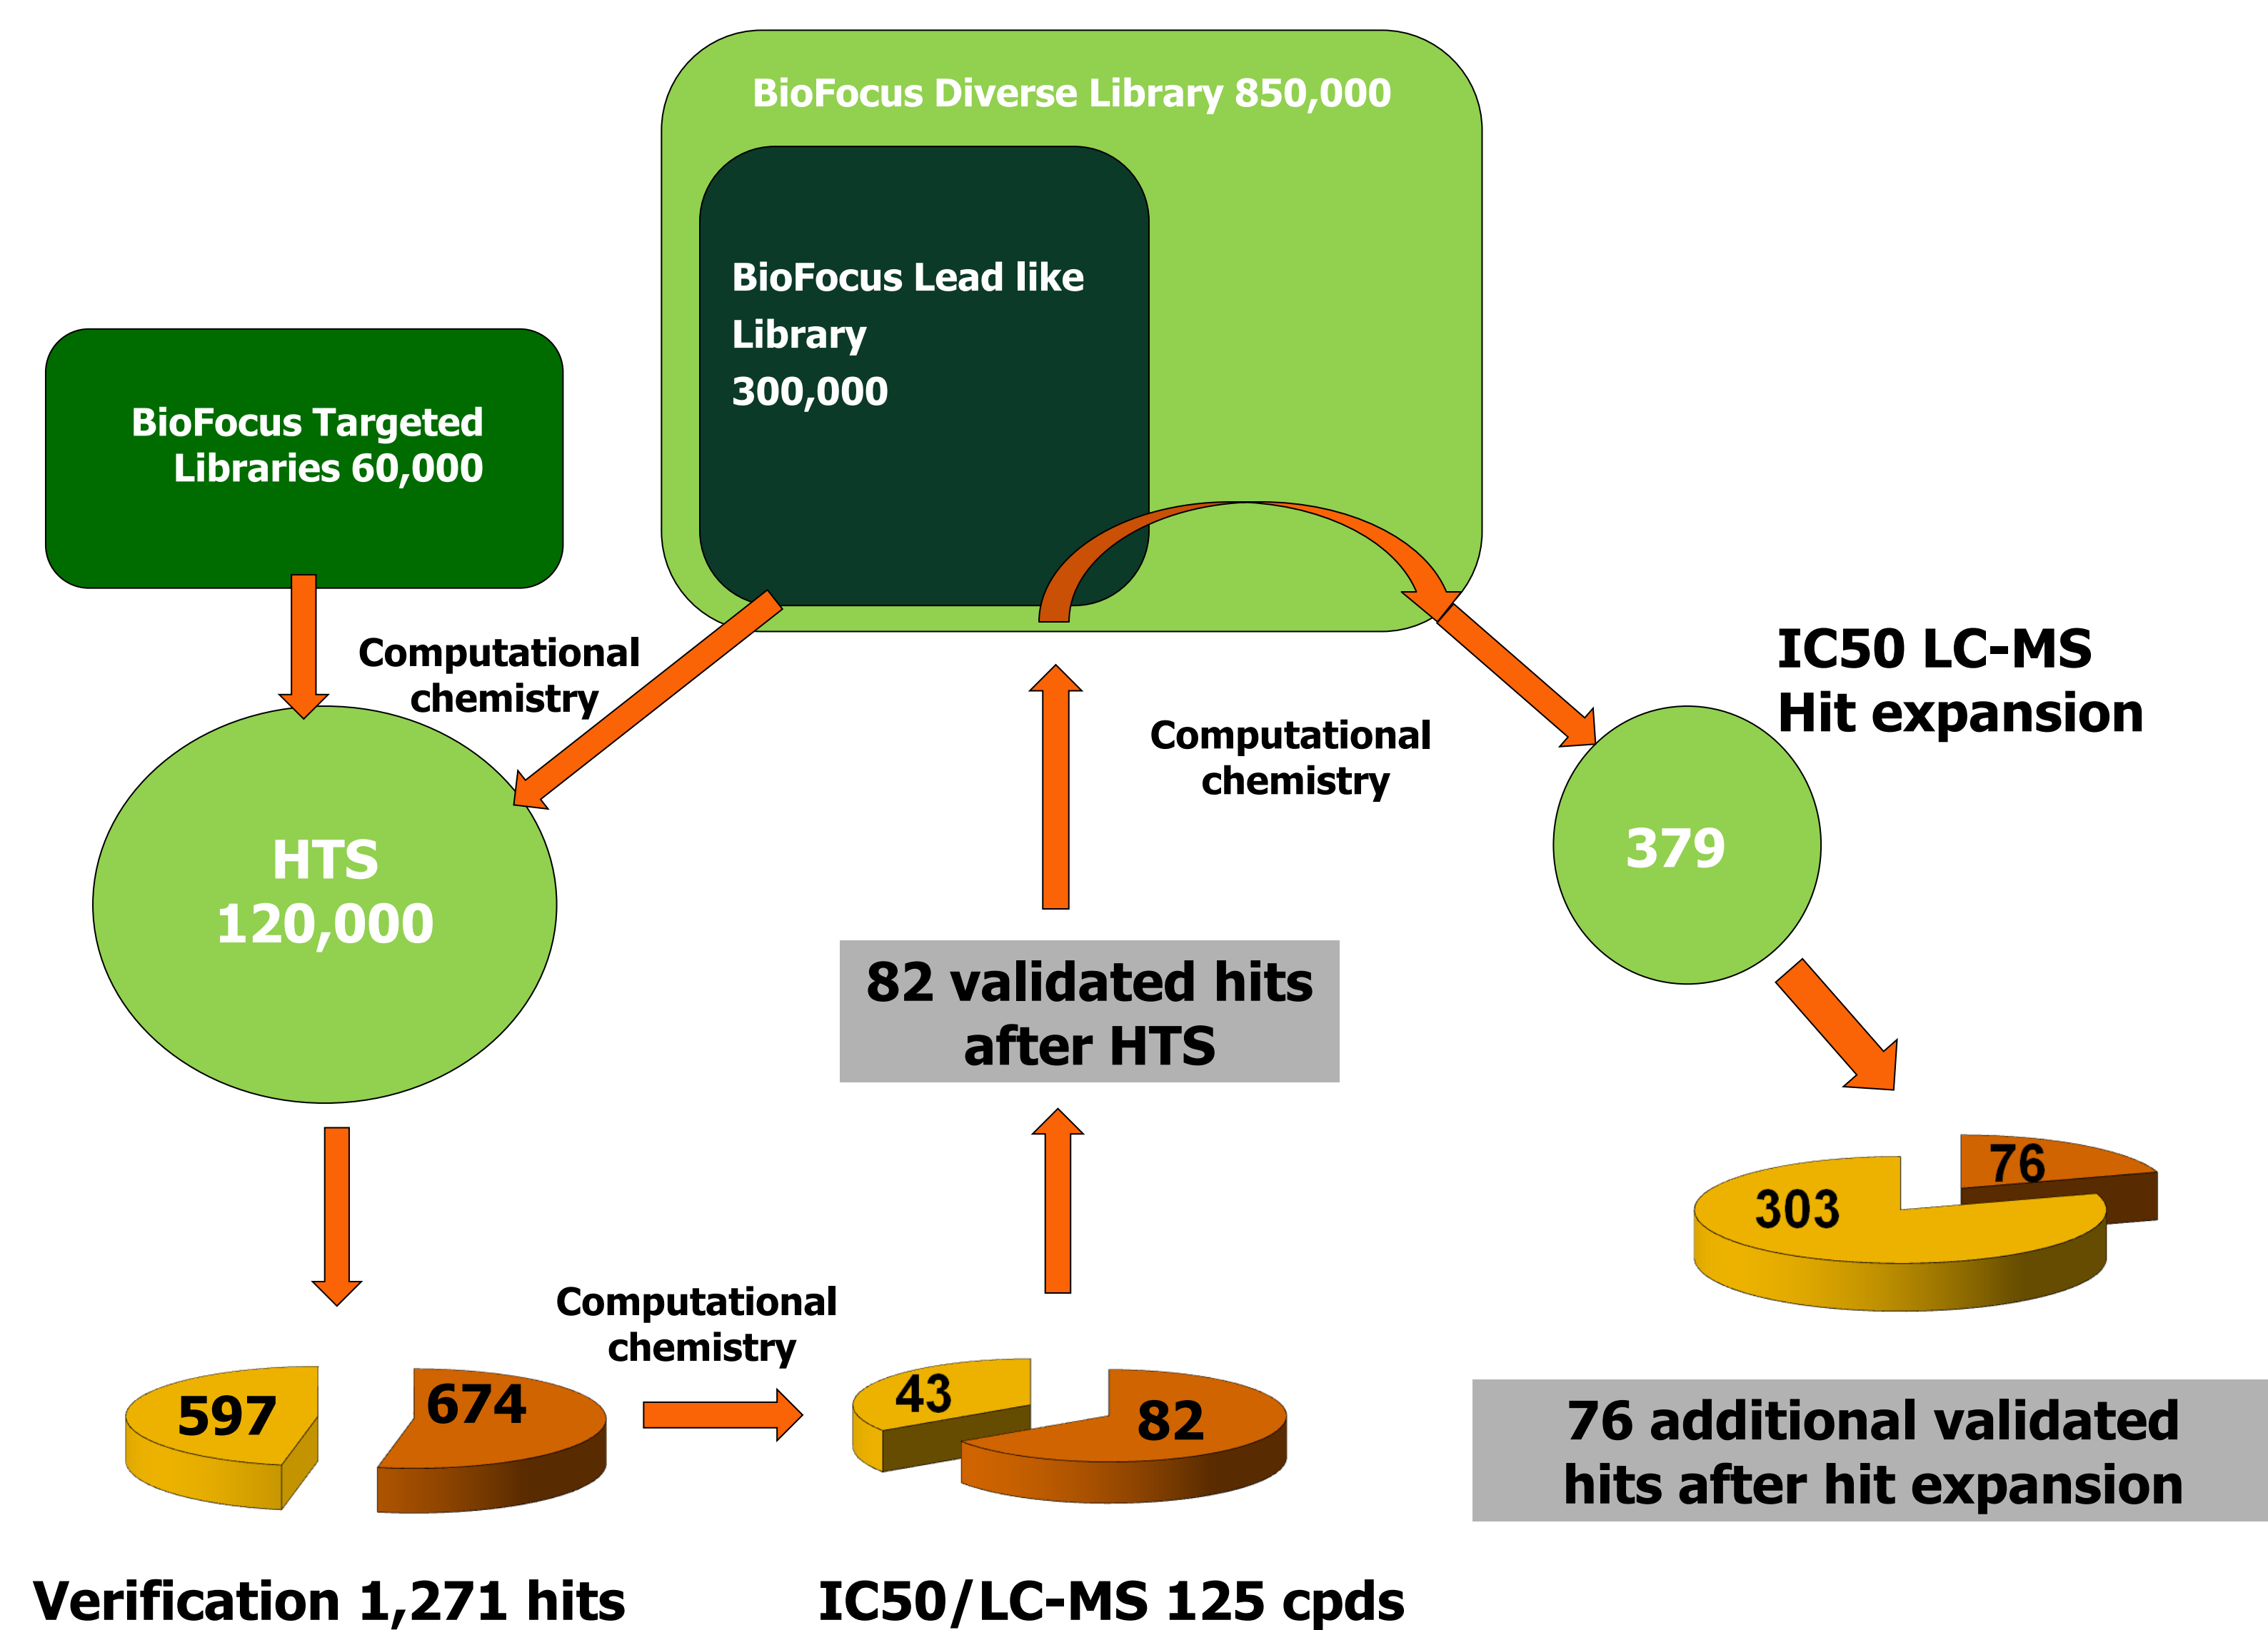 BioFocus Diverse Library 850,000
BioFocus Lead like
Library
300,000
BioFocus Targeted
Libraries 60,000
Computational
chemistry
IC50 LC-MS
Hit expansion
Computational
chemistry
HTS
120,000
379
82 validated hits
after HTS
76
303
Computational
chemistry
597
674
43
82
76 additional validated
hits after hit expansion
Verification 1,271 hits
IC50/LC-MS 125 cpds